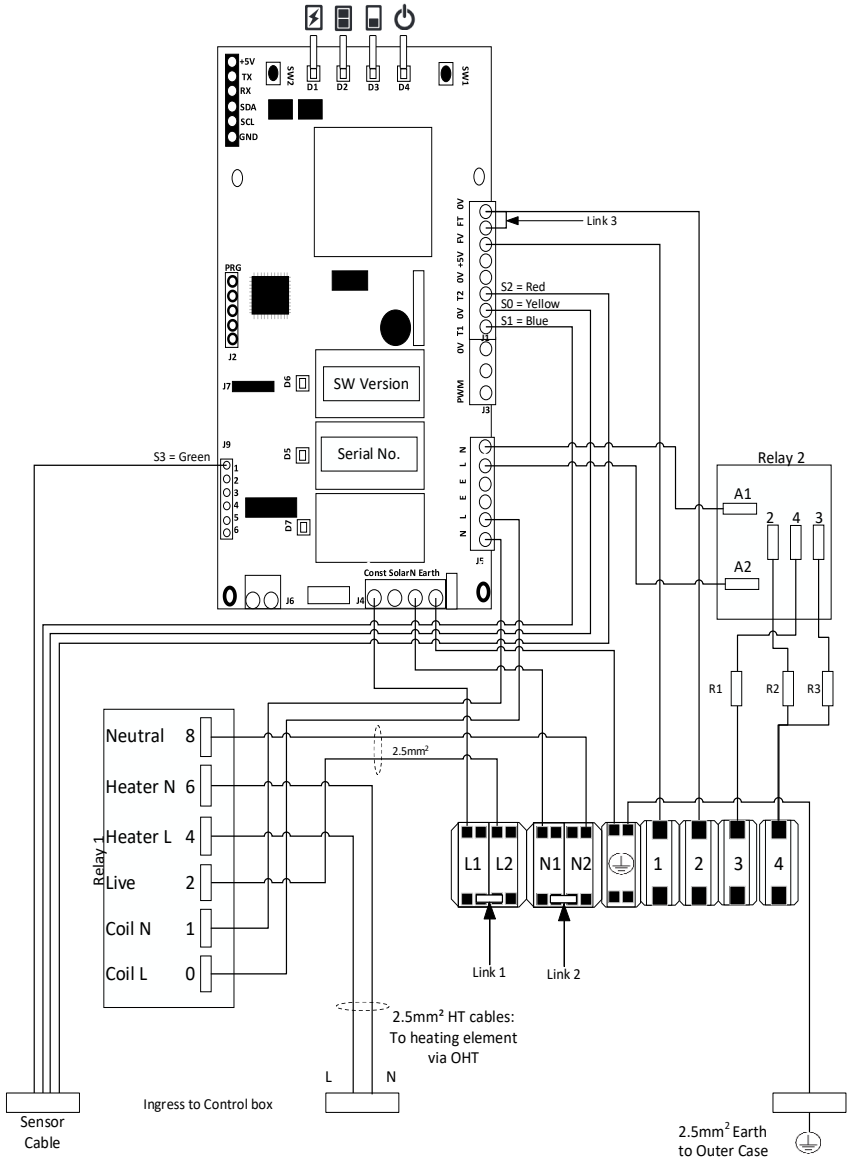 +5V
TX
RX
SDA
SCL
GND
SW2
D1
D2
D3
D4
SW1
0V
FT
FV
+5V
0V
T2
0V
T1
J1
Link 3
S2 = Red
S0 = Yellow
S1 = Blue
0V
PWM
J3
PRG
J2
J7
D6
SW Version
D5
Serial No.
D7
J9
S3 = Green
1
2
3
4
5
6
N
L
E
E
L
N
J5
Relay 2
A1
A2
2
4
3
J6
J4
Const Solar N Earth
R1
R2
R3
Relay 1
Neutral 8
Heater N 6
Heater L 4
Live 2
Coil N 1
Coil L 0
2.5mm²
L1
L2
N1
N2
1
2
3
4
Link 1
Link 2
2.5mm² HT cables:
To heating element
via OHT
L
N
Ingress to Control box
Sensor
Cable
2.5mm² Earth
to Outer Case